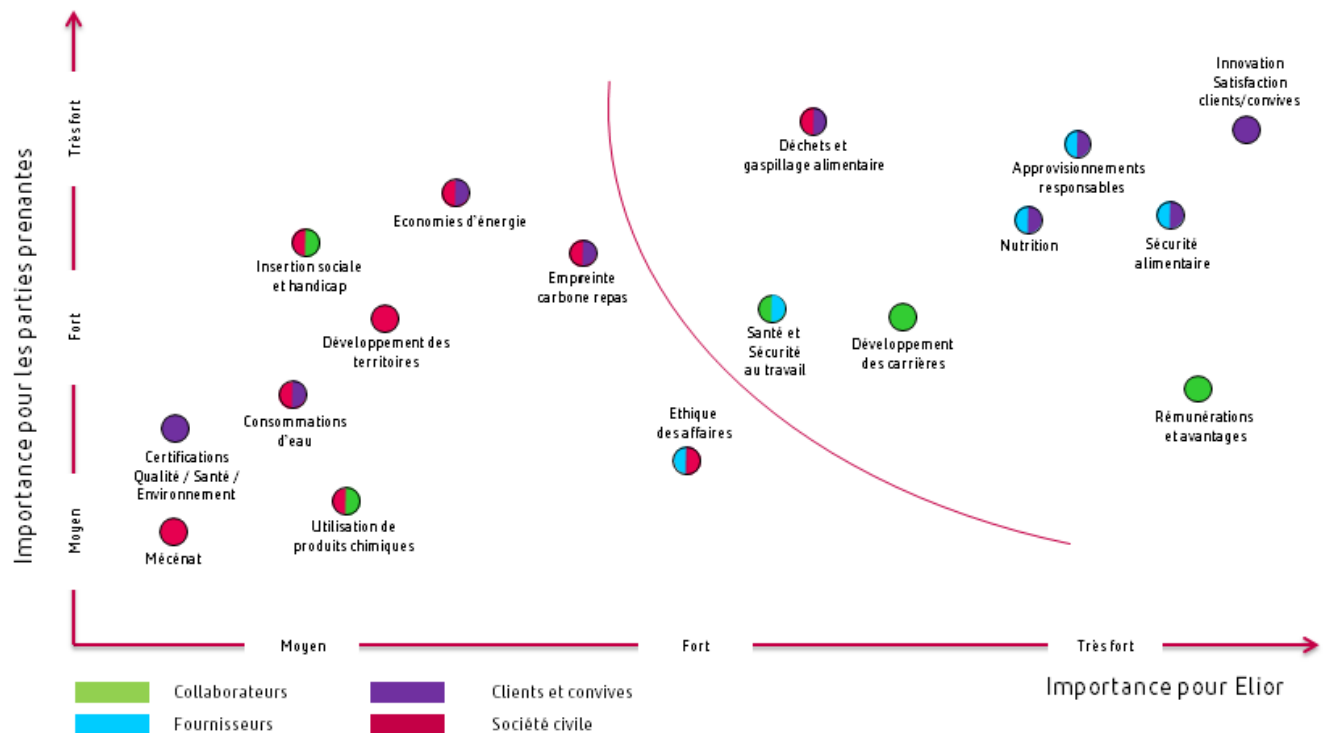 Importance pour les parties prenantes
Très fort
Fort
Moyen
Innovation
Satisfaction
clients/convives
Déchets et
gaspillage alimentaire
Approvisionnements
responsables
Economies d'énergie
Nutrition
Sécurité
alimentaire
Insertion sociale
et handicap
Empreinte
carbone repas
Développement des
territoires
Santé et
Sécurité
au travail
Développement
des carrières
Consommations
d'eau
Ethique
des affaires
Rémunérations
et avantages
Certifications
Qualité / Santé /
Environnement
Utilisation de
produits chimiques
Mécénat
Moyen
Fort
Très fort
Importance pour Elior
Collaborateurs
Clients et convives
Fournisseurs
Société civile